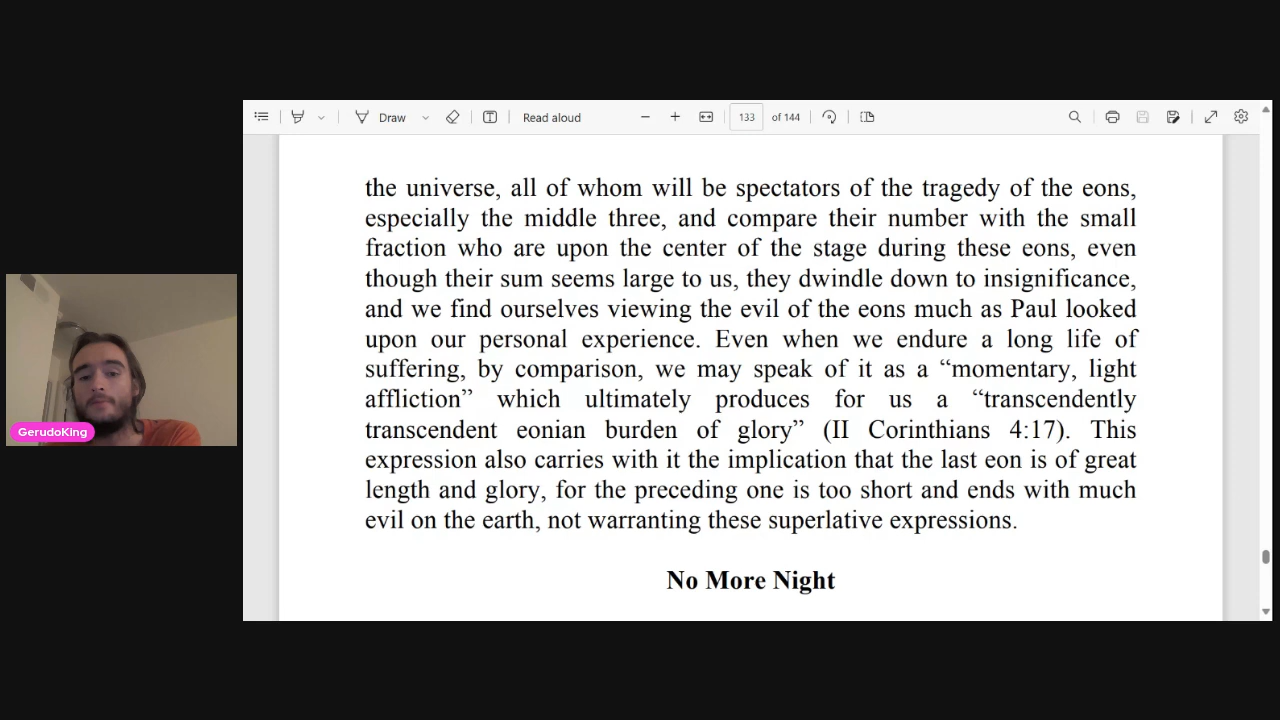 Draw
Read aloud
133
of 144
the universe, all of whom will be spectators of the tragedy of the eons,
especially the middle three, and compare their number with the small
fraction who are upon the center of the stage during these eons, even
though their sum seems large to us, they dwindle down to insignificance,
and we find ourselves viewing the evil of the eons much as Paul looked
upon our personal experience. Even when we endure a long life of
suffering, by comparison, we may speak of it as a “momentary, light
affliction” which ultimately produces for us a “transcendently
transcendent eonian burden of glory” (II Corinthians 4:17). This
expression also carries with it the implication that the last eon is of great
length and glory, for the preceding one is too short and ends with much
evil on the earth, not warranting these superlative expressions.
No More Night
GerudoKing